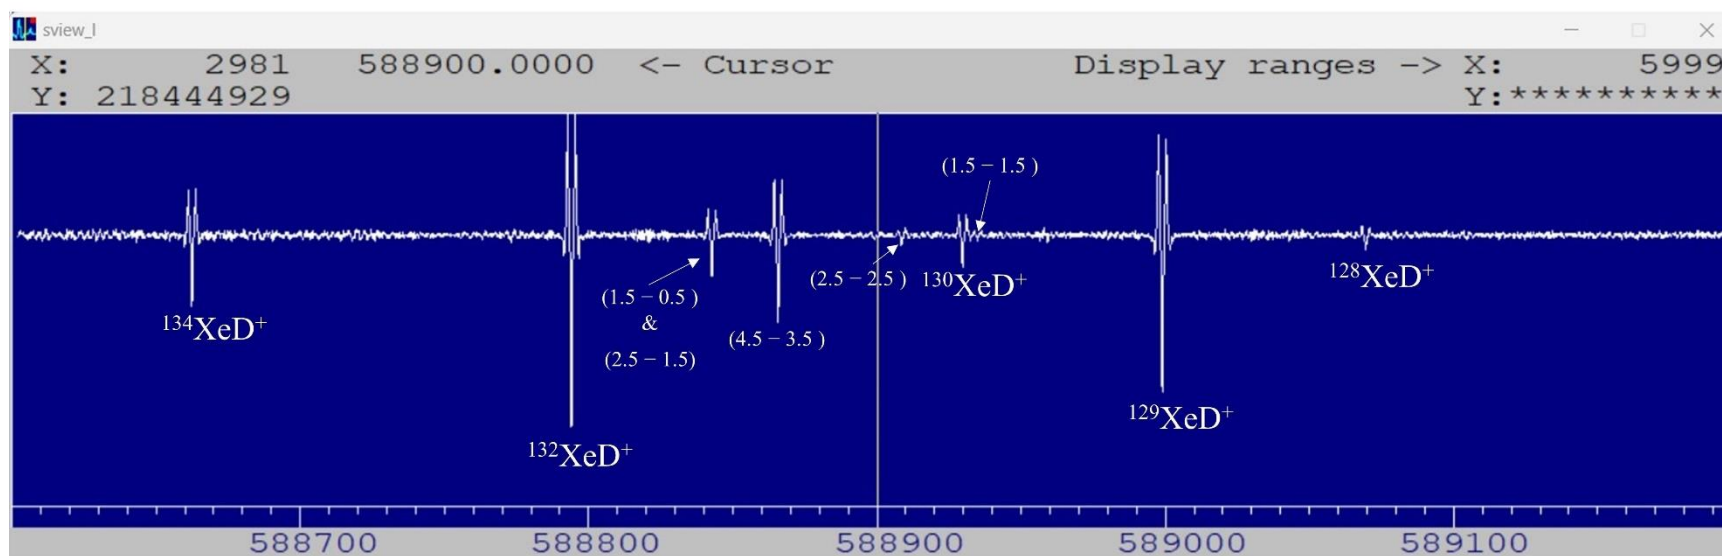 sview_l
X: 2981 588900.0000 <- Cursor Display ranges -> X: 5999
Y: 218444929 Y:**********
(1.5 − 1.5 )
(2.5 − 2.5 )
¹³⁰XeD⁺
¹²⁸XeD⁺
(1.5 − 0.5 )
&
(2.5 − 1.5)
¹³⁴XeD⁺
(4.5 − 3.5 )
¹²⁹XeD⁺
¹³²XeD⁺
588700 588800 588900 589000 589100